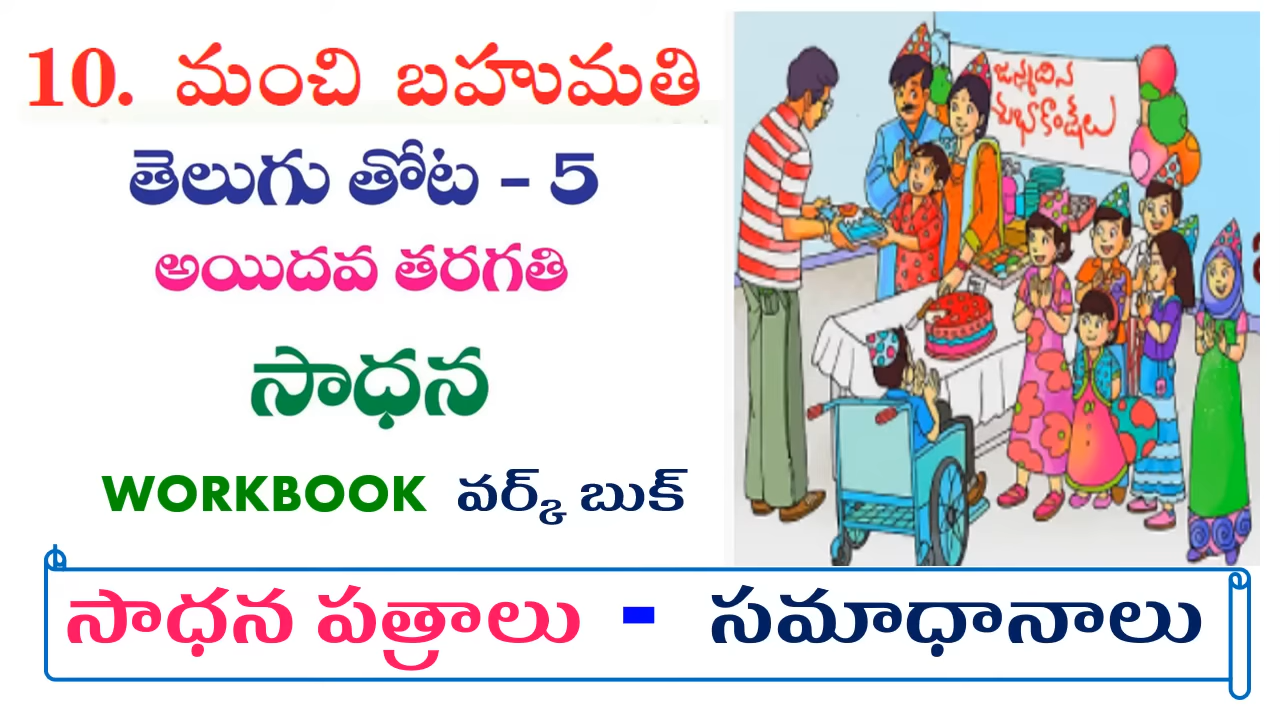 10. మంచి బహుమతి
తెలుగు తోట - 5
అయిదవ తరగతి
సాధన
WORKBOOK వర్క్ బుక్
జన్మదిన
శుభాకాంక్షలు
సాధన పత్రాలు - సమాధానాలు